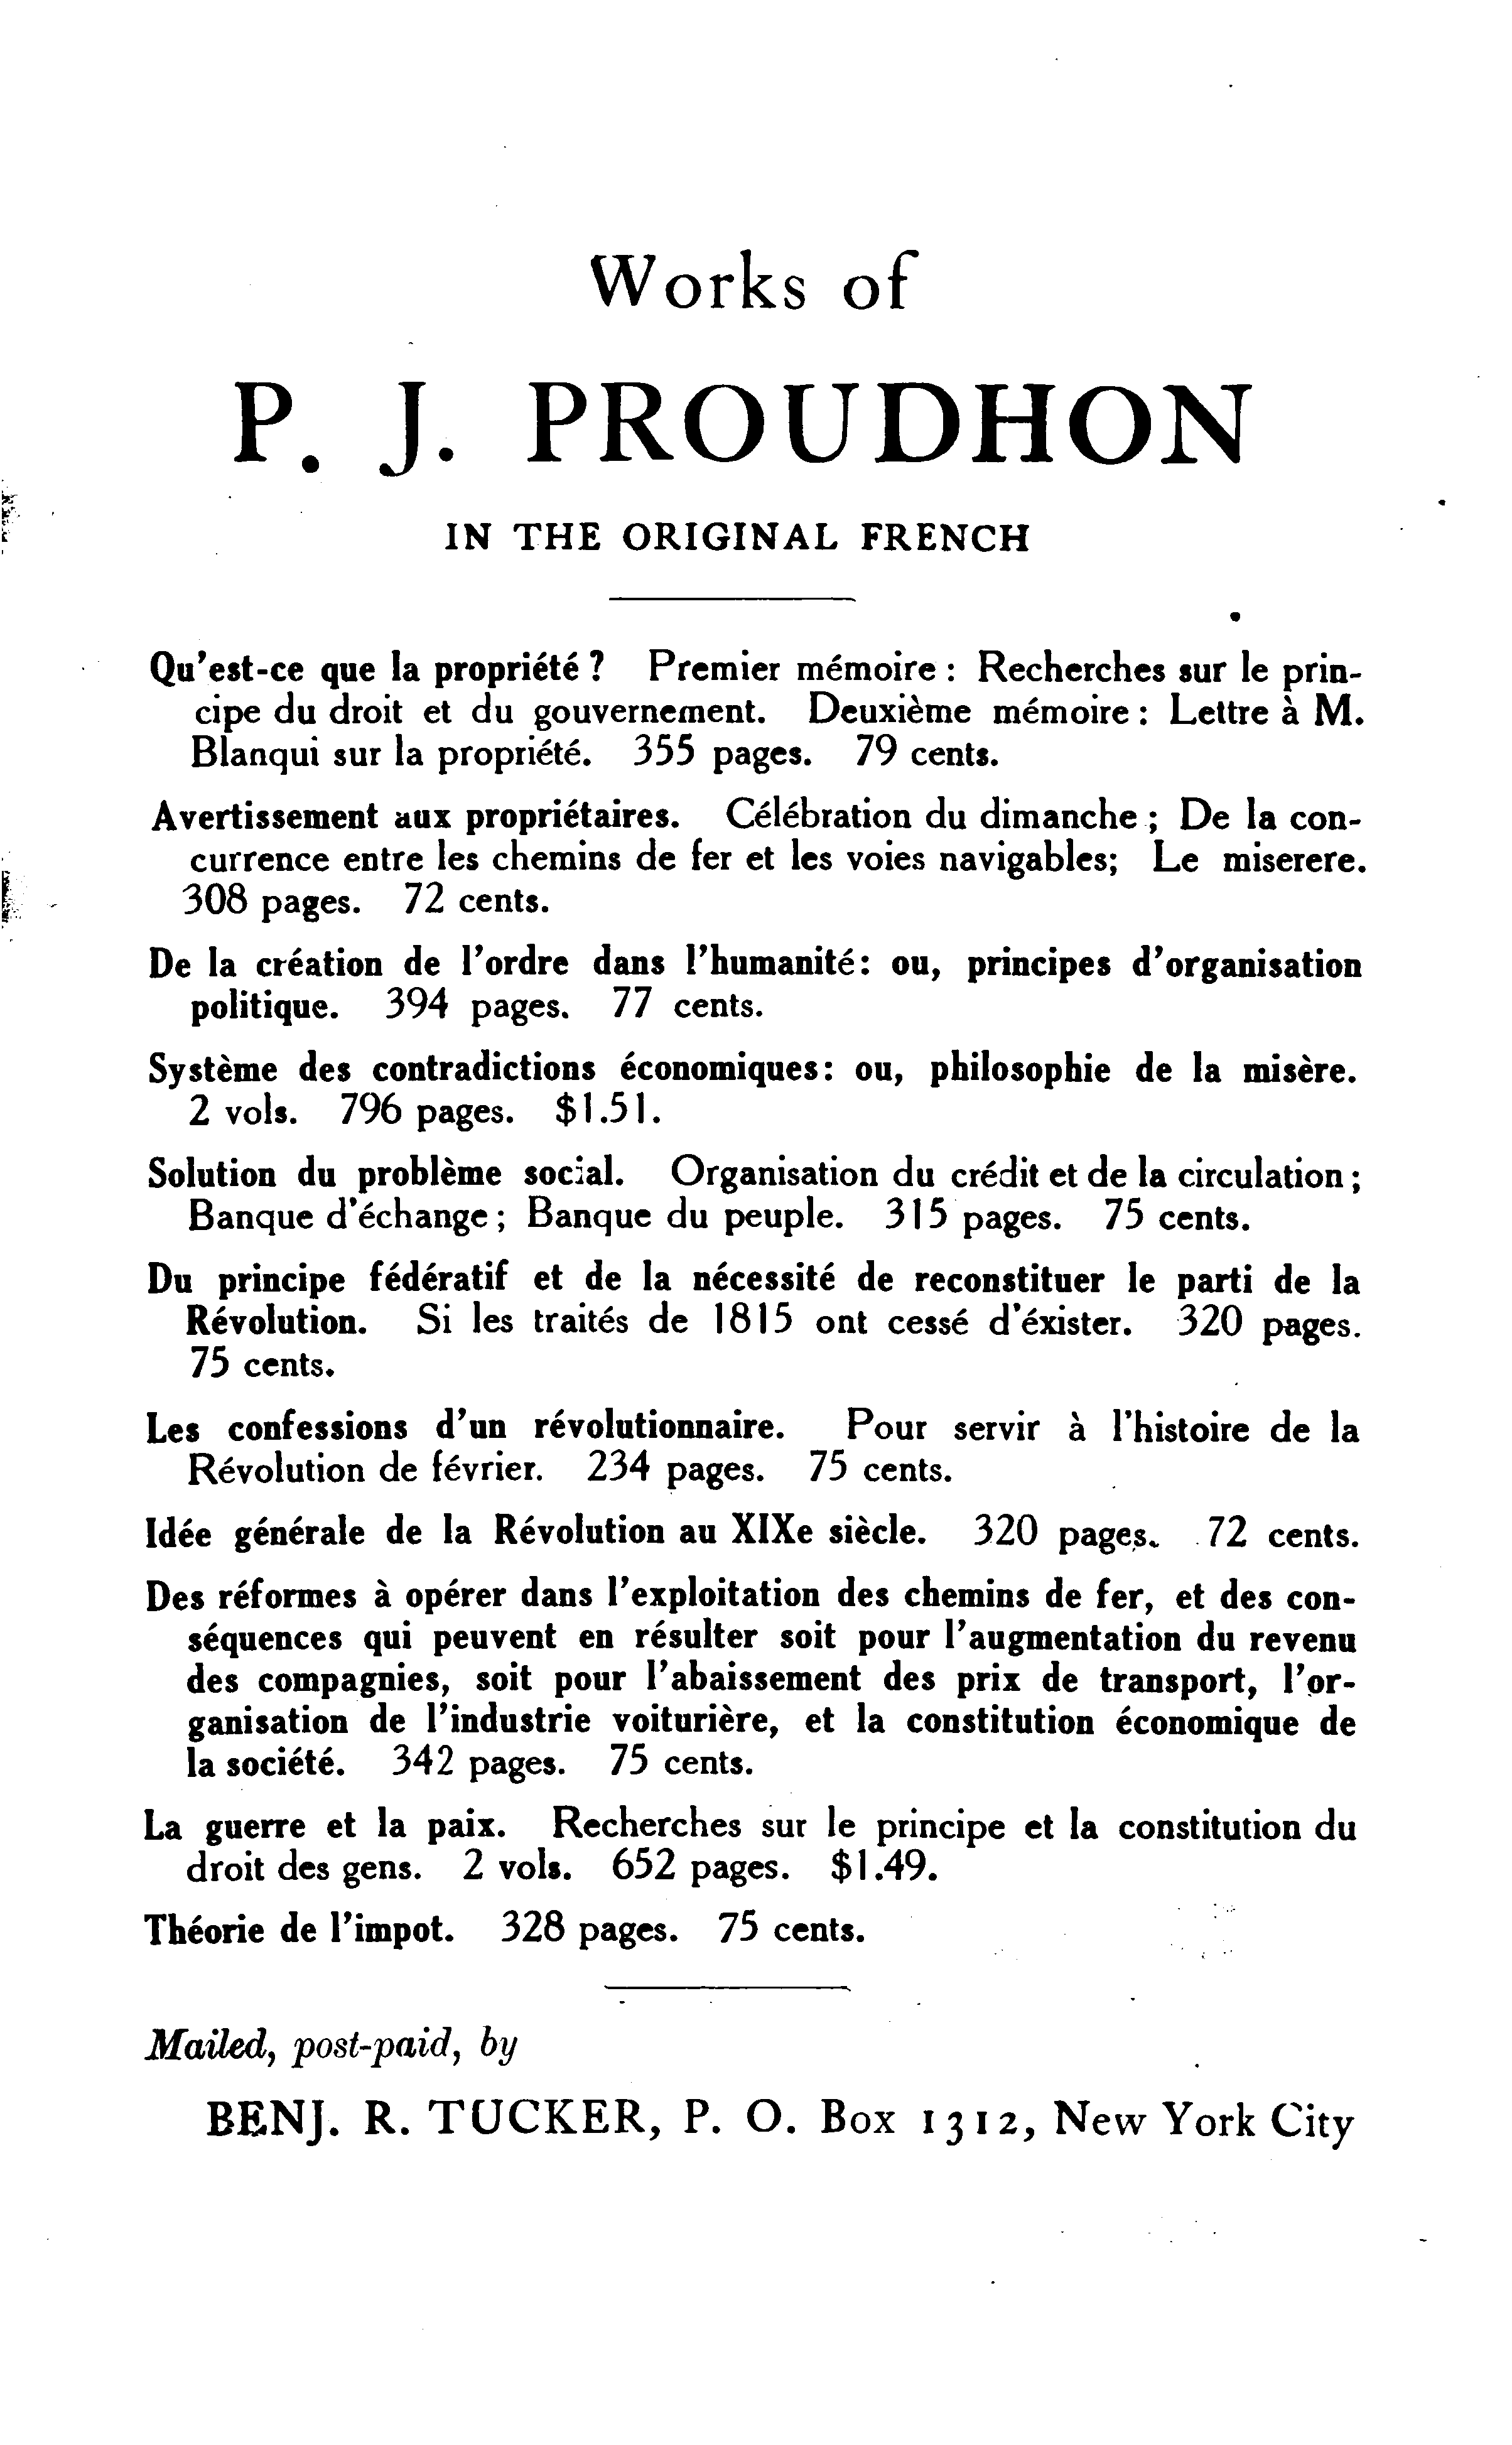 Works of
P. J. PROUDHON
IN THE ORIGINAL FRENCH
Qu'est-ce que la propriété ? Premier mémoire : Recherches sur le prin-
cipe du droit et du gouvernement. Deuxième mémoire : Lettre à M.
Blanqui sur la propriété. 355 pages. 79 cents.
Avertissement aux propriétaires. Célébration du dimanche ; De la con-
currence entre les chemins de fer et les voies navigables; Le miserere.
308 pages. 72 cents.
De la création de l'ordre dans l'humanité: ou, principes d'organisation
politique. 394 pages. 77 cents.
Système des contradictions économiques: ou, philosophie de la misère.
2 vols. 796 pages. $1.51.
Solution du problème social. Organisation du crédit et de la circulation ;
Banque d'échange ; Banque du peuple. 315 pages. 75 cents.
Du principe fédératif et de la nécessité de reconstituer le parti de la
Révolution. Si les traités de 1815 ont cessé d'éxister. 320 pages.
75 cents.
Les confessions d'un révolutionnaire. Pour servir à l'histoire de la
Révolution de février. 234 pages. 75 cents.
Idée générale de la Révolution au XIXe siècle. 320 pages. 72 cents.
Des réformes à opérer dans l'exploitation des chemins de fer, et des con-
séquences qui peuvent en résulter soit pour l'augmentation du revenu
des compagnies, soit pour l'abaissement des prix de transport, l'or-
ganisation de l'industrie voiturière, et la constitution économique de
la société. 342 pages. 75 cents.
La guerre et la paix. Recherches sur le principe et la constitution du
droit des gens. 2 vols. 652 pages. $1.49.
Théorie de l'impot. 328 pages. 75 cents.
Mailed, post-paid, by
BENJ. R. TUCKER, P. O. Box 1312, New York City